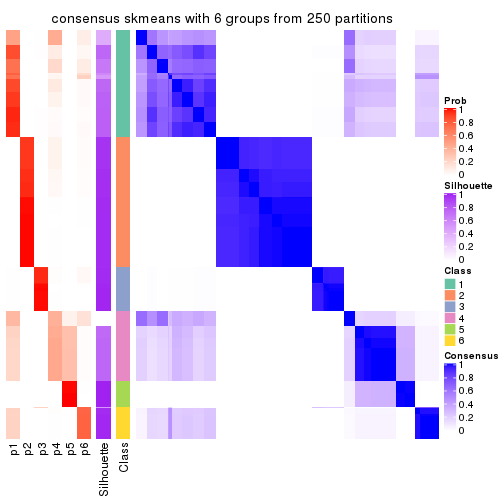 consensus skmeans with 6 groups from 250 partitions
Prob
1
0.8
0.6
0.4
0.2
0
Silhouette
1
0.8
0.6
0.4
0.2
0
Class
1
2
3
4
5
6
Consensus
1
0.8
0.6
0.4
0.2
0
p1
p2
p3
p4
p5
p6
Silhouette
Class